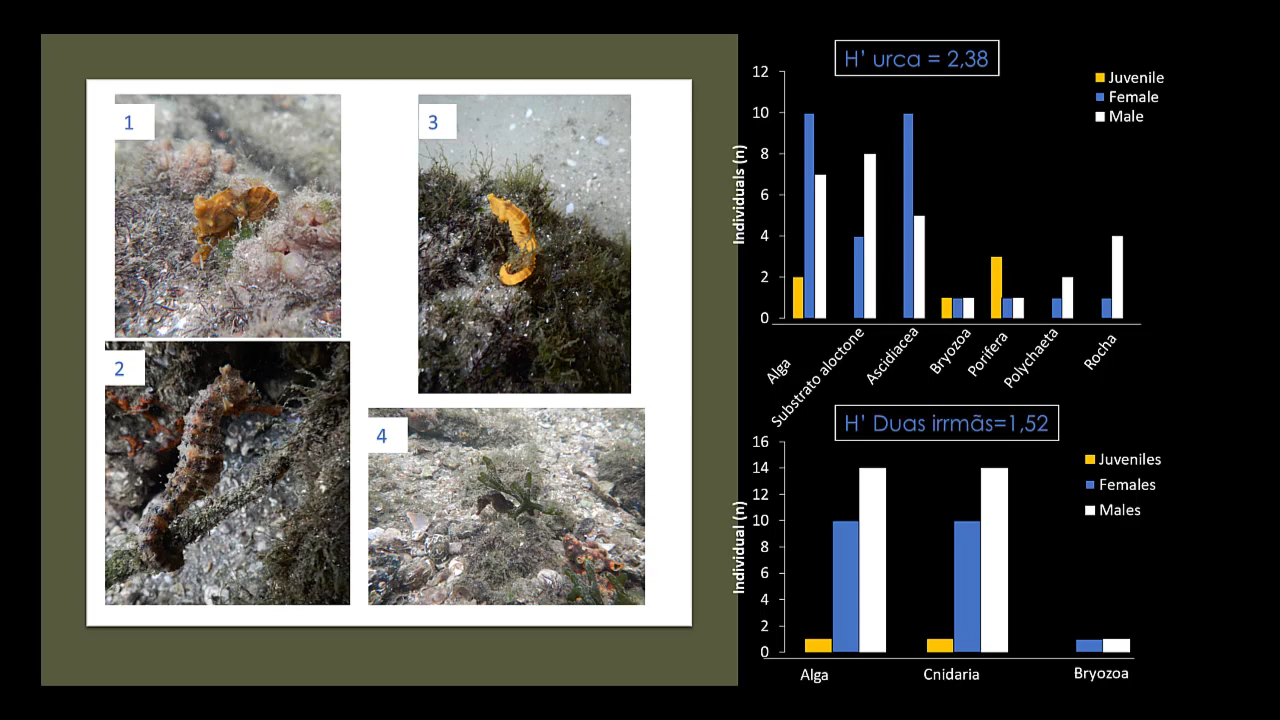 1
3
2
4
H' urca = 2,38
12
10
8
6
4
2
0
Individuals (n)
Juvenile
Female
Male
Alga
Substrato aloctone
Ascidiacea
Bryozoa
Porifera
Polychaeta
Rocha
H' Duas irrmãs=1,52
16
14
12
10
8
6
4
2
0
Individual (n)
Juveniles
Females
Males
Alga
Cnidaria
Bryozoa